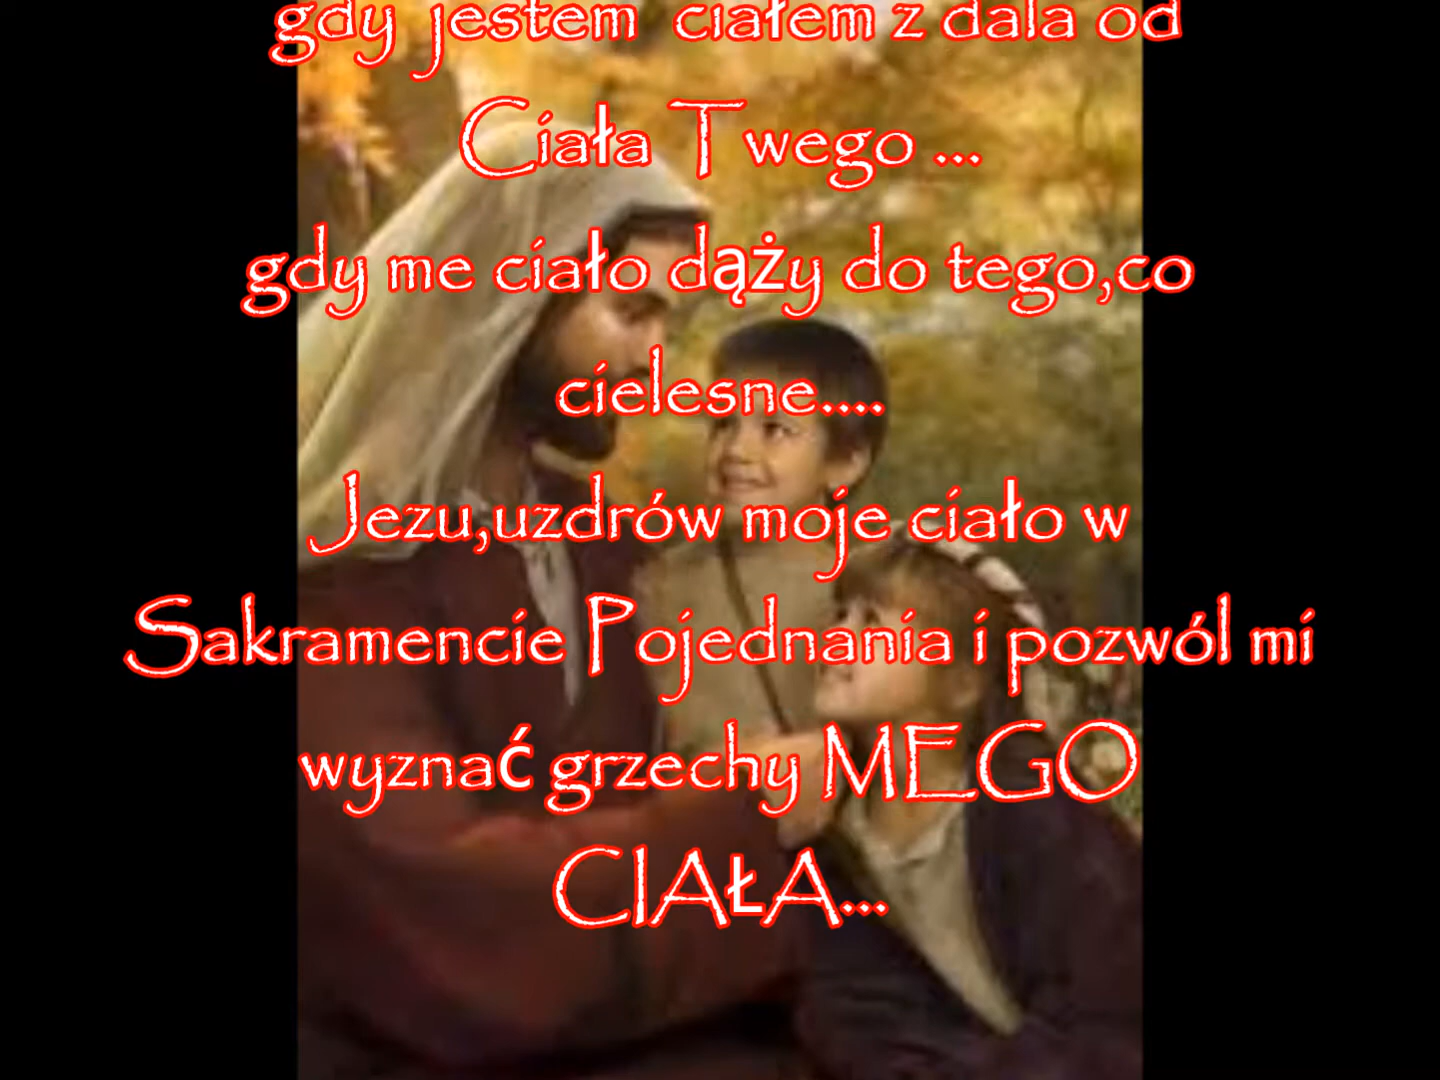 gdy jestem ciałem z dala od
Ciała Twego ...
gdy me ciało dąży do tego,co
cielesne....
Jezu,uzdrów moje ciało w
Sakramencie Pojednania i pozwól mi
wyznać grzechy MEGO
CIAŁA...